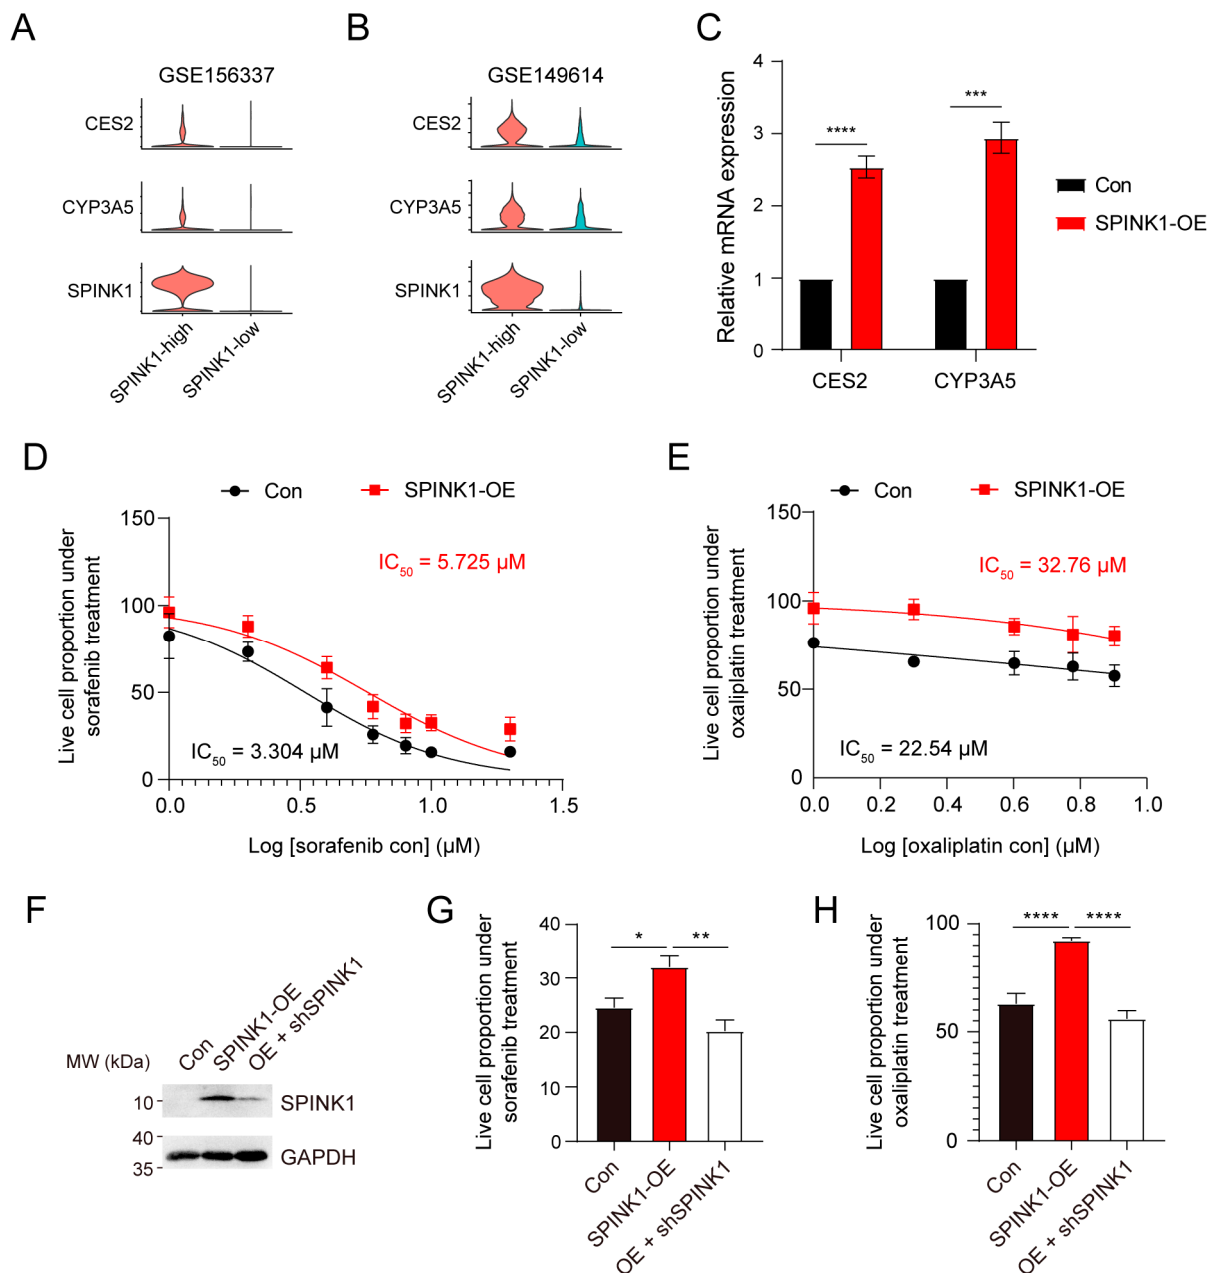 A
GSE156337
CES2
CYP3A5
SPINK1
SPINK1-high
SPINK1-low
B
GSE149614
CES2
CYP3A5
SPINK1
SPINK1-high
SPINK1-low
C
Relative mRNA expression
4
3
2
1
0
****
***
CES2
CYP3A5
Con
SPINK1-OE
D
Con
SPINK1-OE
Live cell proportion under
sorafenib treatment
150
100
50
0
IC50 = 5.725 µM
IC50 = 3.304 µM
0.0
0.5
1.0
1.5
Log [sorafenib con] (µM)
E
Con
SPINK1-OE
Live cell proportion under
oxaliplatin treatment
150
100
50
0
IC50 = 32.76 µM
IC50 = 22.54 µM
0.0
0.2
0.4
0.6
0.8
1.0
Log [oxaliplatin con] (µM)
F
MW (kDa)
Con
SPINK1-OE
OE + shSPINK1
10
SPINK1
40
35
GAPDH
G
Live cell proportion under
sorafenib treatment
40
30
20
10
0
*
**
Con
SPINK1-OE
OE + shSPINK1
H
Live cell proportion under
oxaliplatin treatment
100
50
0
****
****
Con
SPINK1-OE
OE + shSPINK1